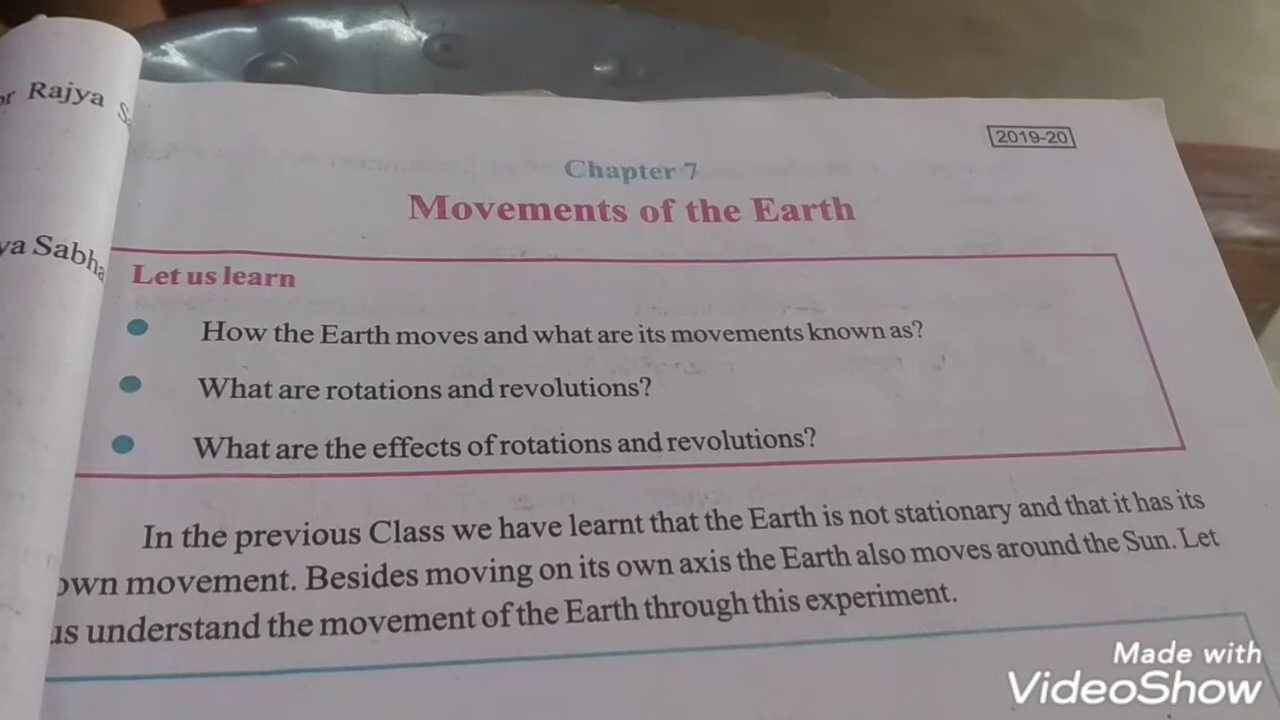 or Rajya
ya Sabha
2019-20
Chapter 7
Movements of the Earth
Let us learn
How the Earth moves and what are its movements known as?
What are rotations and revolutions?
What are the effects of rotations and revolutions?
In the previous Class we have learnt that the Earth is not stationary and that it has its
own movement. Besides moving on its own axis the Earth also moves around the Sun. Let
us understand the movement of the Earth through this experiment.
Made with
VideoShow